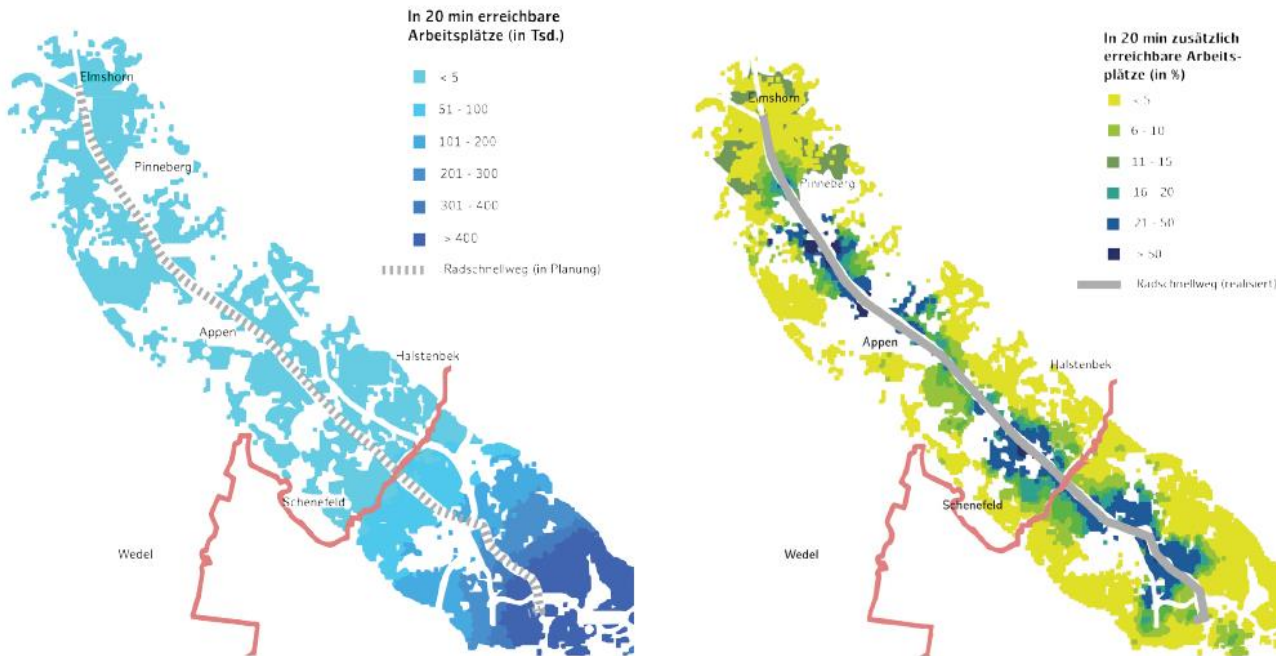 In 20 min erreichbare
Arbeitsplätze (in Tsd.)
< 5
51 - 100
101 - 200
201 - 300
301 - 400
> 400
Radschnellweg (in Planung)
Elmshorn
Pinneberg
Appen
Halstenbek
Schenefeld
Wedel
In 20 min zusätzlich
erreichbare Arbeits-
plätze (in %)
< 5
6 - 10
11 - 15
16 - 20
21 - 50
> 50
Radschnellweg (realisiert)
Elmshorn
Pinneberg
Appen
Halstenbek
Schenefeld
Wedel